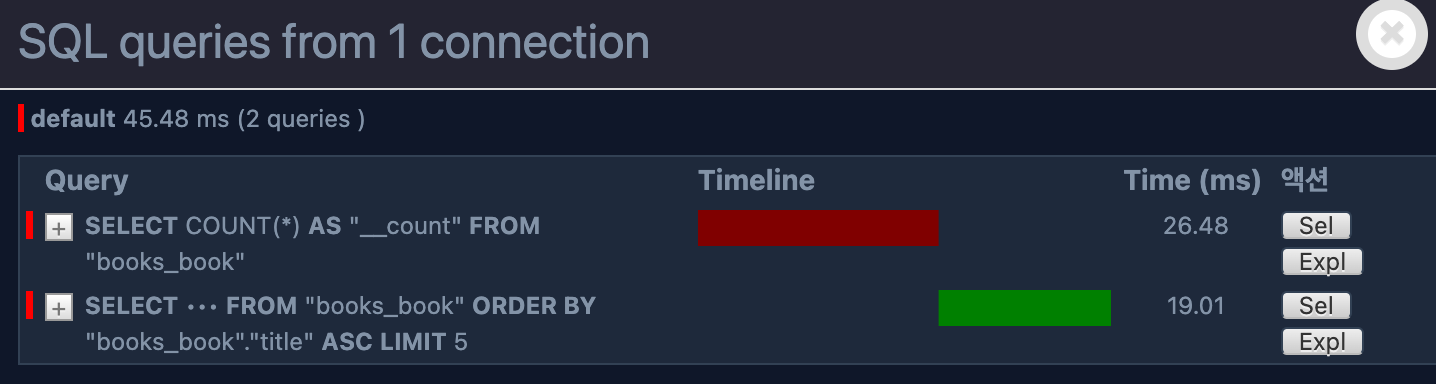 SQL queries from 1 connection
default 45.48 ms (2 queries )
Query Timeline Time (ms) 액션
+ SELECT COUNT(*) AS "__count" FROM 26.48 Sel
"books_book" Expl
+ SELECT ••• FROM "books_book" ORDER BY 19.01 Sel
"books_book"."title" ASC LIMIT 5 Expl